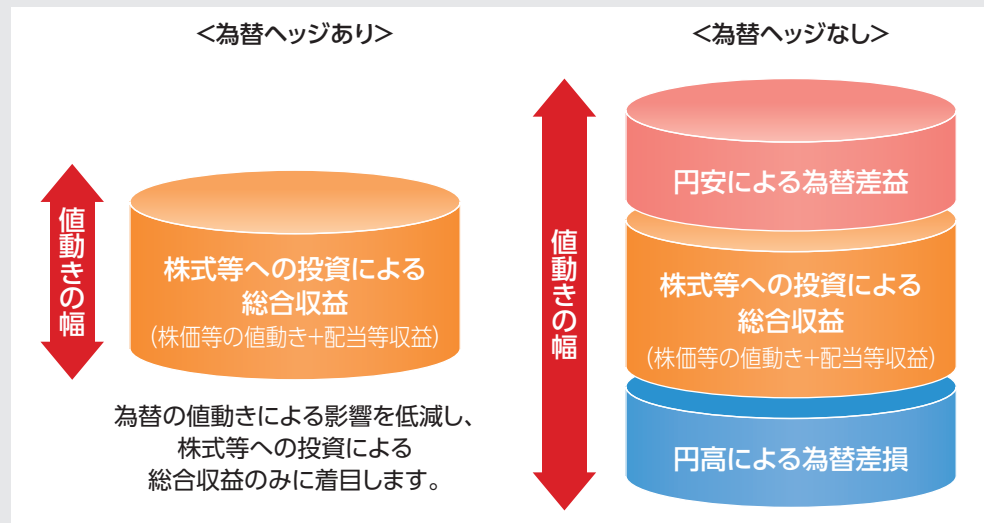 <為替ヘッジあり>
値動きの幅
株式等への投資による
総合収益
(株価等の値動き+配当等収益)
為替の値動きによる影響を低減し、
株式等への投資による
総合収益のみに着目します。
<為替ヘッジなし>
値動きの幅
円安による為替差益
株式等への投資による
総合収益
(株価等の値動き+配当等収益)
円高による為替差損